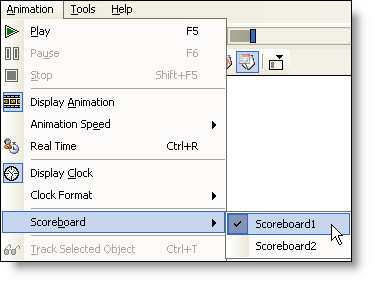 Animation Tools Help
Play F5
Pause F6
Stop Shift+F5
Display Animation
Animation Speed
Real Time Ctrl+R
Display Clock
Clock Format
Scoreboard Scoreboard1
Scoreboard2
Track Selected Object Ctrl+T